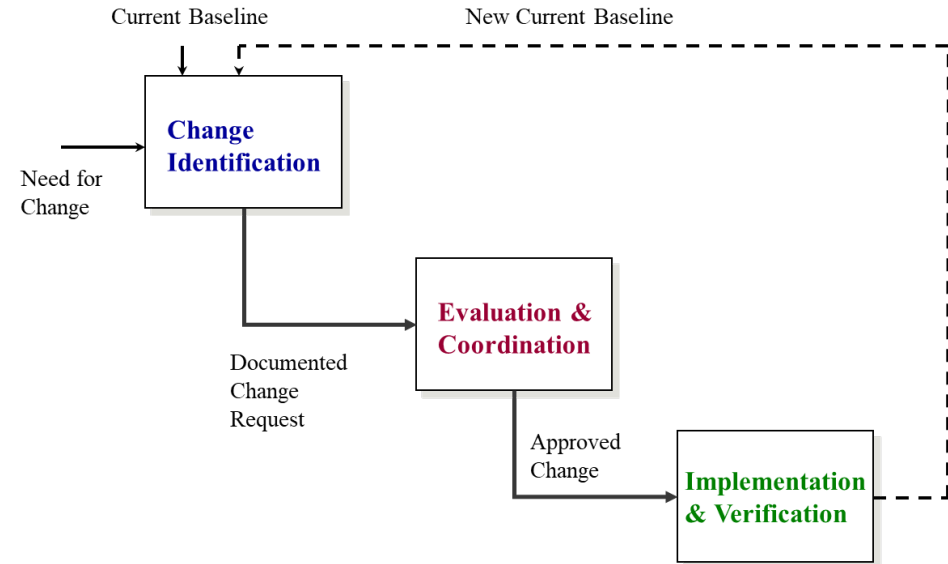 Current Baseline
New Current Baseline
Change
Identification
Need for
Change
Evaluation &
Coordination
Documented
Change
Request
Approved
Change
Implementation
& Verification